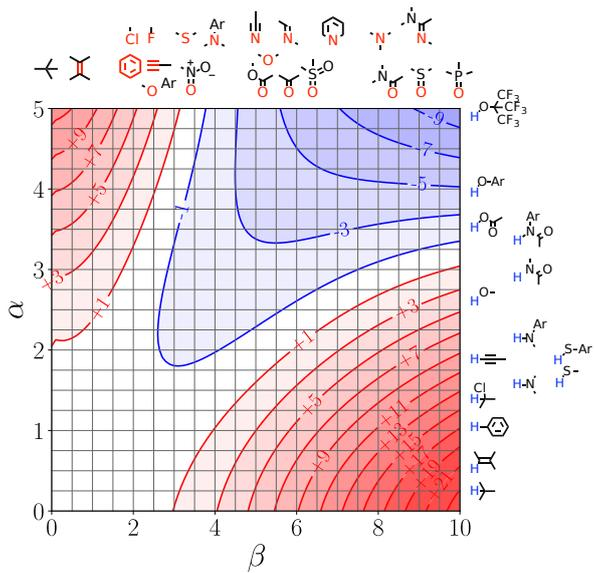 Ar
Cl F S N N N N N N N
O
N O
O Ar O O O S O N O S O P O
5
4
3
2
1
0
0 2 4 6 8 10
α
β
+9
+7
+5
+3
+1
-1
-3
-5
-7
-9
+1
+3
+5
+7
+9
+11
+13
+15
+19
+21
H O CF3 CF3 CF3
H O-Ar
H O O
Ar H N O
H N O
H O
Ar H-N
H S-Ar
H
H S
Cl H
H-N
H
H
H